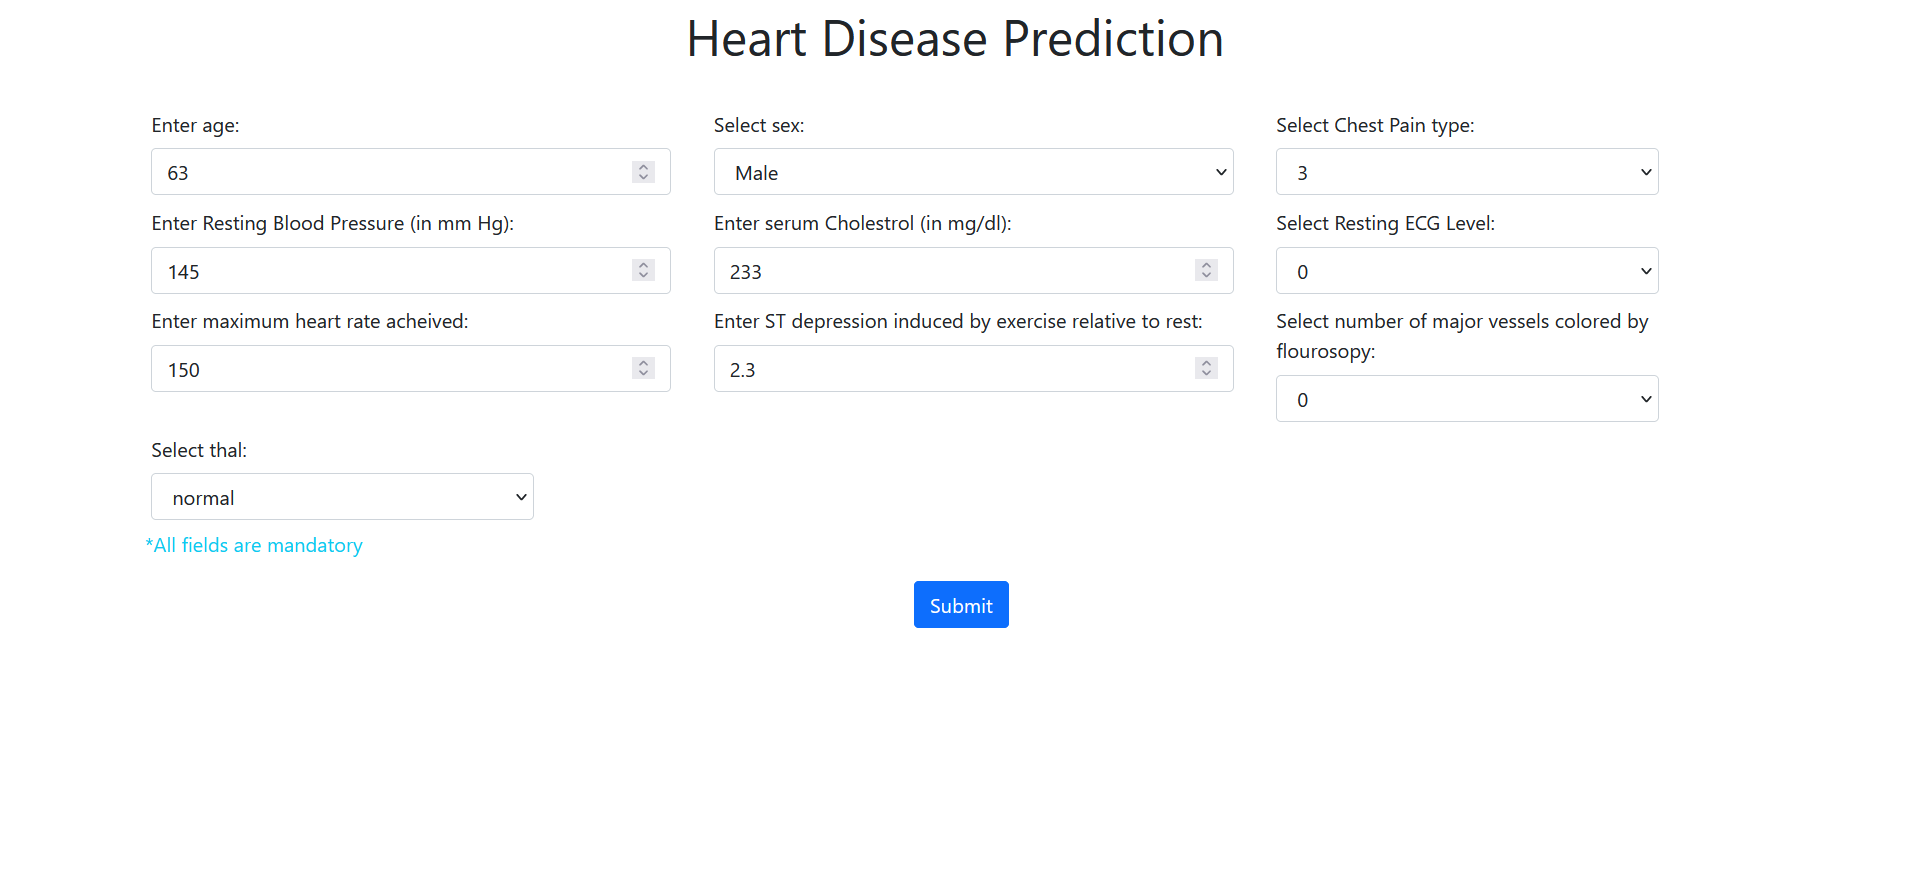 Heart Disease Prediction
Enter age:
Select sex:
Select Chest Pain type:
63
Male
3
Enter Resting Blood Pressure (in mm Hg):
Enter serum Cholestrol (in mg/dl):
Select Resting ECG Level:
145
233
0
Enter maximum heart rate acheived:
Enter ST depression induced by exercise relative to rest:
Select number of major vessels colored by
flourosopy:
150
2.3
0
Select thal:
normal
*All fields are mandatory
Submit